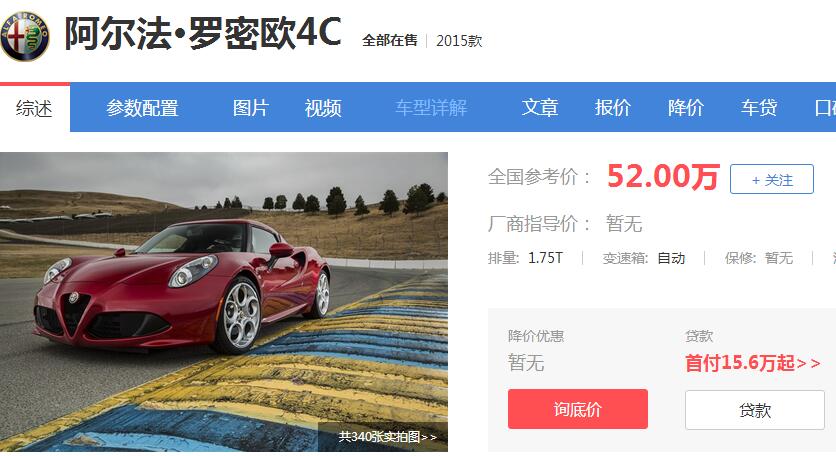 ALFA ROMEO
阿尔法·罗密欧4C 全部在售 2015款
综述 参数配置 图片 视频 车型详解 文章 报价 降价 车贷
全国参考价： 52.00万 + 关注
厂商指导价： 暂无
排量: 1.75T 变速箱: 自动 保修: 暂无
降价优惠 贷款
暂无 首付15.6万起>>
询底价 贷款
共340张实拍图>>